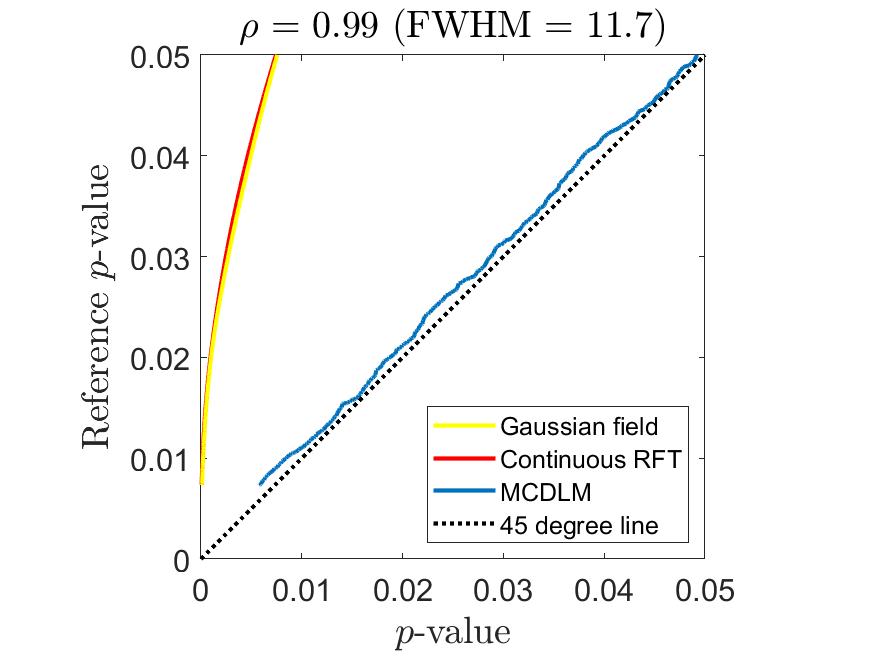 ρ = 0.99 (FWHM = 11.7)
Reference p-value
0.05
0.04
0.03
0.02
0.01
0
Gaussian field
Continuous RFT
MCDLM
45 degree line
0 0.01 0.02 0.03 0.04 0.05
p-value